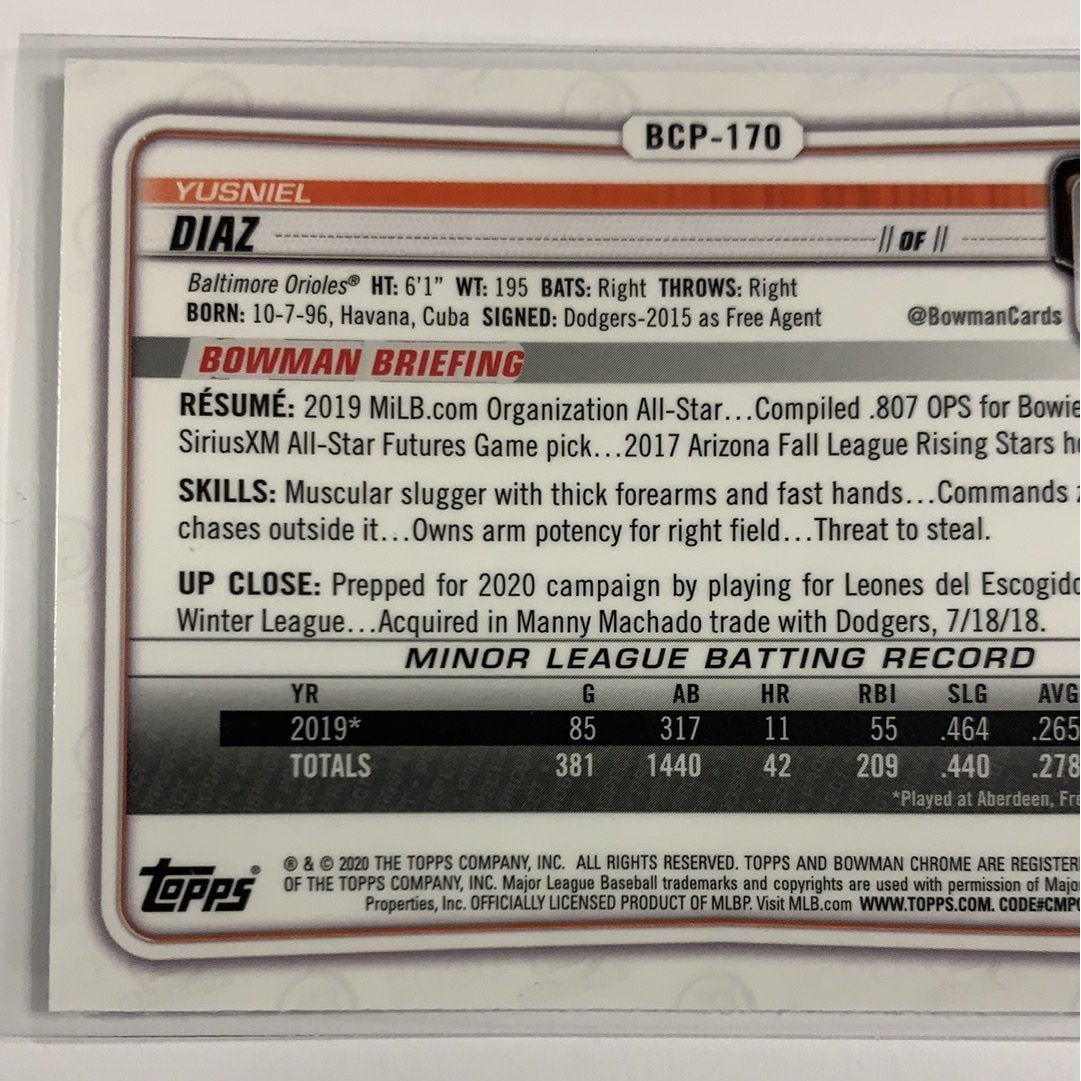 BCP-170
YUSNIEL
DIAZ // OF //
Baltimore Orioles® HT: 6'1" WT: 195 BATS: Right THROWS: Right
BORN: 10-7-96, Havana, Cuba SIGNED: Dodgers-2015 as Free Agent @BowmanCards
BOWMAN BRIEFING
RÉSUMÉ: 2019 MiLB.com Organization All-Star...Compiled .807 OPS for Bowie
SiriusXM All-Star Futures Game pick...2017 Arizona Fall League Rising Stars
SKILLS: Muscular slugger with thick forearms and fast hands...Commands
chases outside it...Owns arm potency for right field...Threat to steal.
UP CLOSE: Prepped for 2020 campaign by playing for Leones del Escogido
Winter League...Acquired in Manny Machado trade with Dodgers, 7/18/18.
MINOR LEAGUE BATTING RECORD
YR G AB HR RBI SLG AVG
2019* 85 317 11 55 .464 .265
TOTALS 381 1440 42 209 .440 .278
*Played at Aberdeen,
Topps®
® & © 2020 THE TOPPS COMPANY, INC. ALL RIGHTS RESERVED. TOPPS AND BOWMAN CHROME ARE
OF THE TOPPS COMPANY, INC. Major League Baseball trademarks and copyrights are used with permission of Major
Properties, Inc. OFFICIALLY LICENSED PRODUCT OF MLBP. Visit MLB.com WWW.TOPPS.COM.